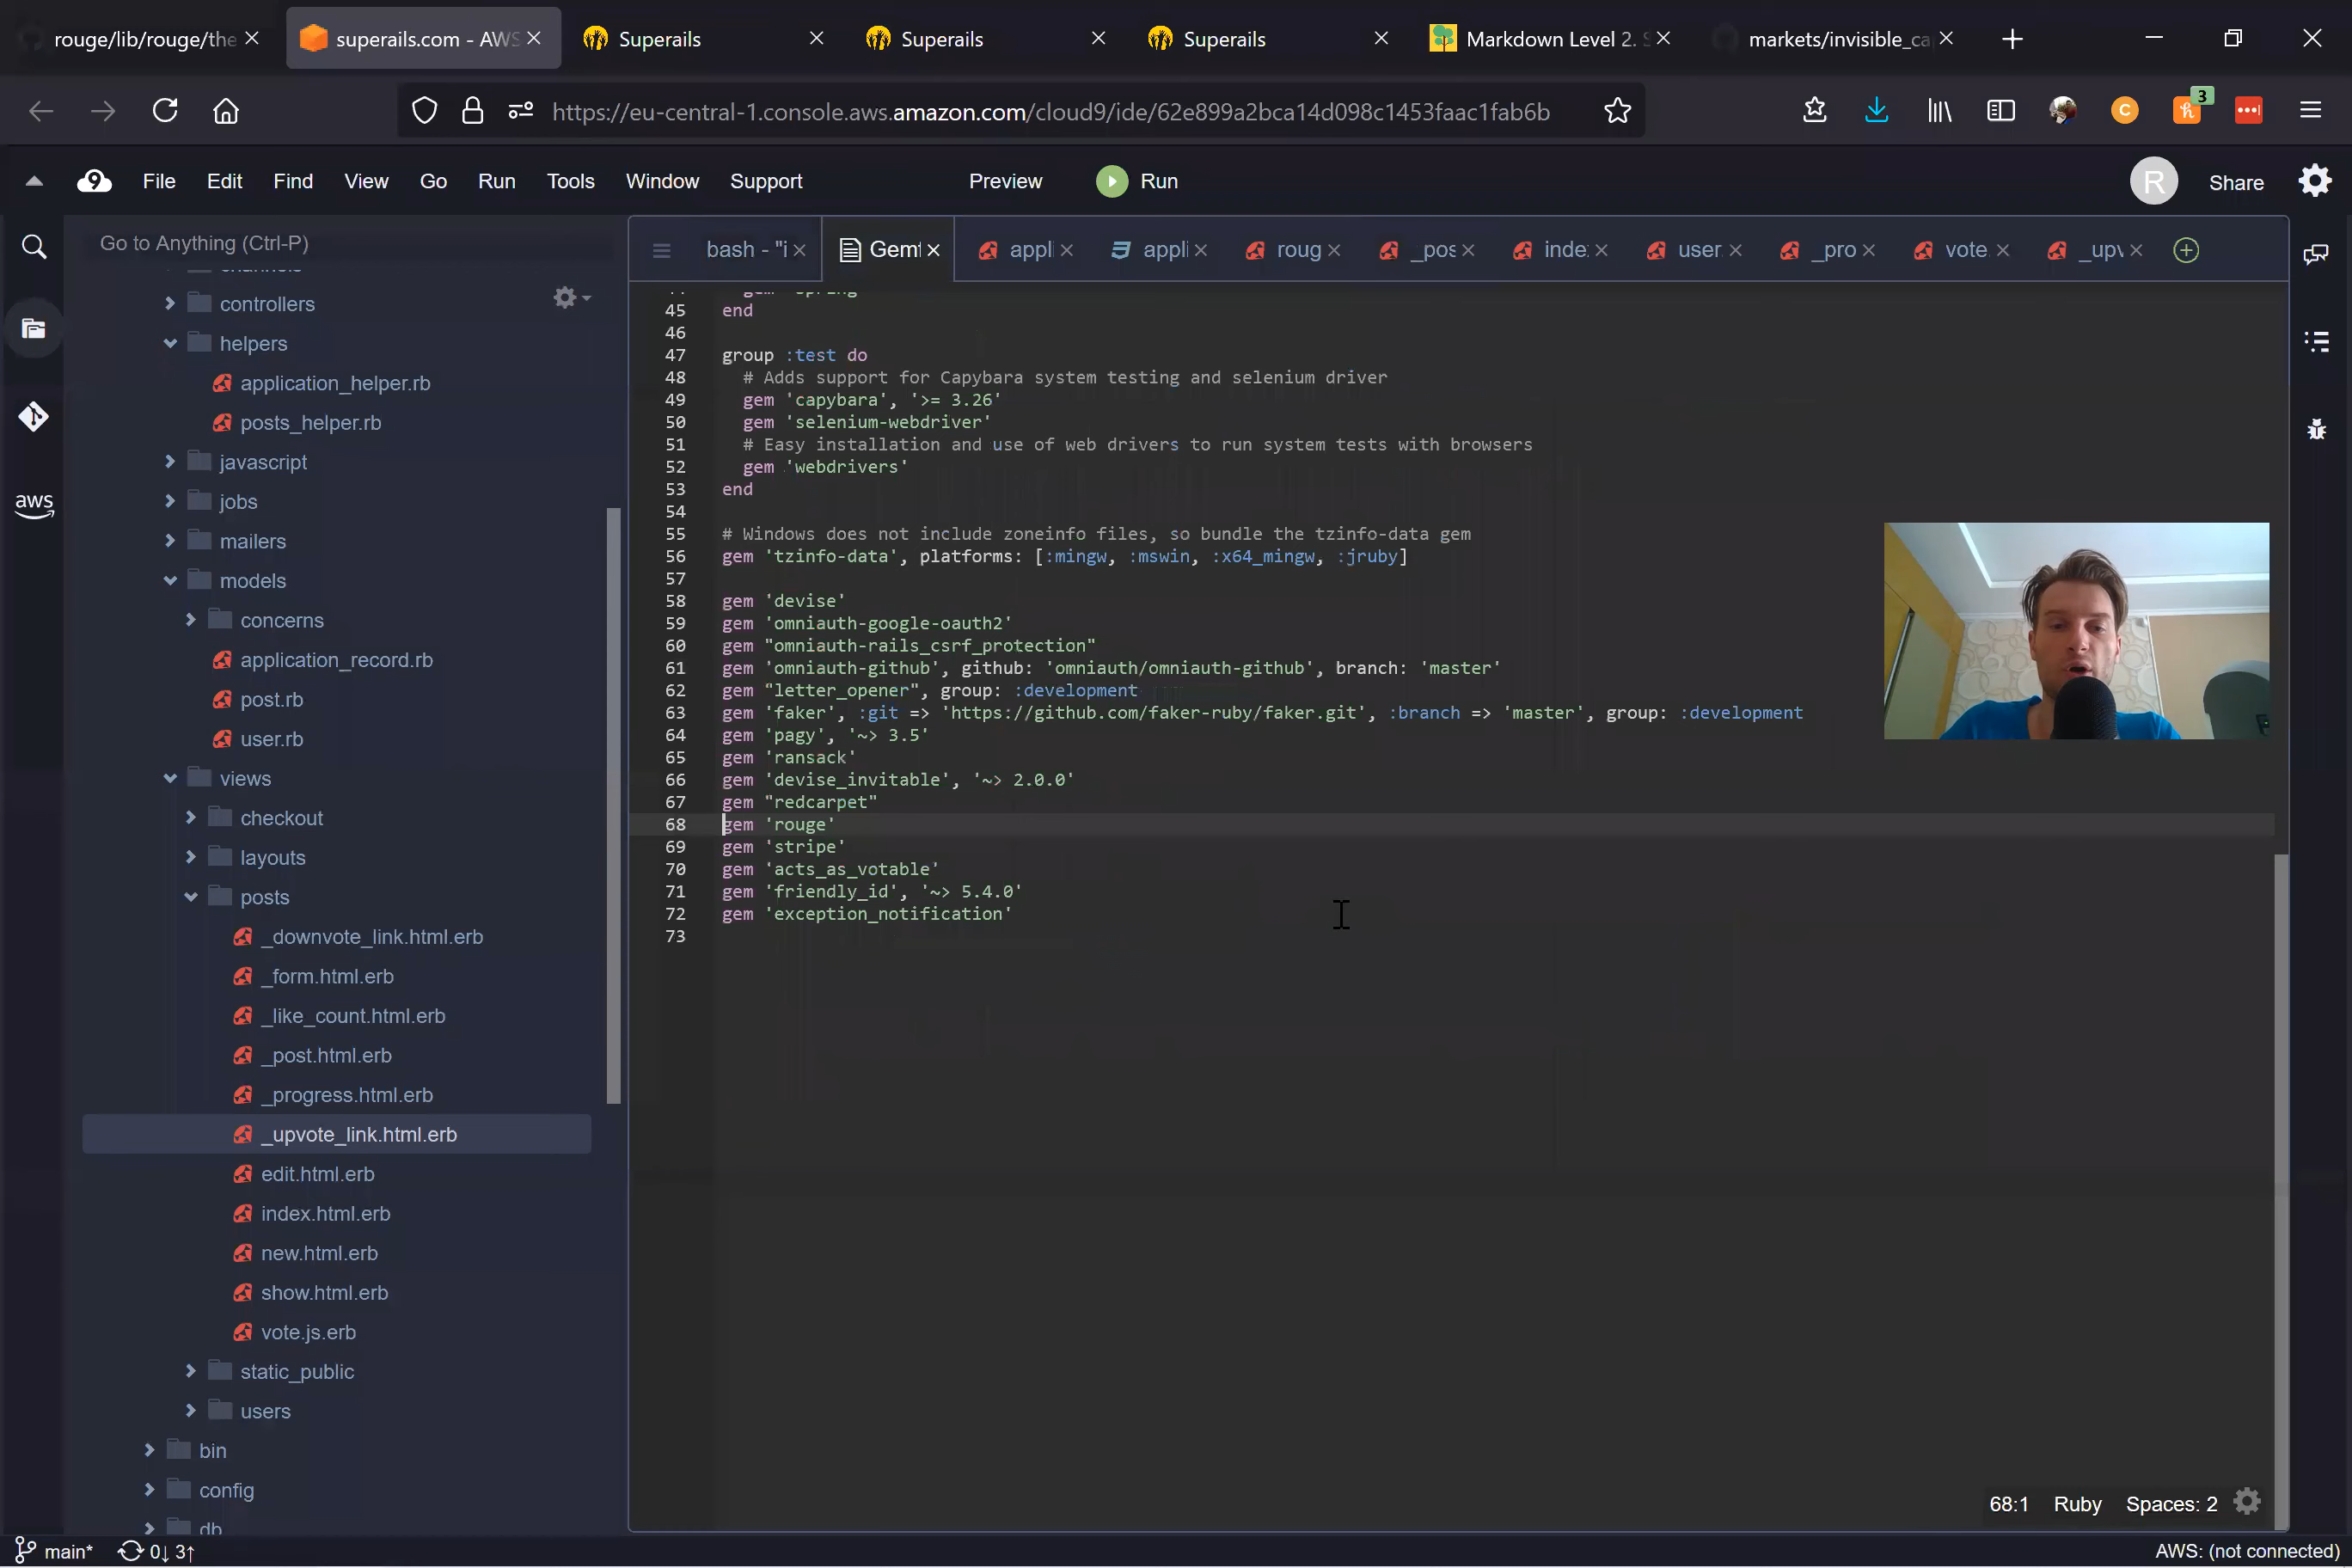 rouge/lib/rouge/the
superails.com - AWS
Superails
Superails
Superails
Markdown Level 2. S
markets/invisible_ca
https://eu-central-1.console.aws.amazon.com/cloud9/ide/62e899a2bca14d098c1453faac1fab6b
C
3
9
File
Edit
Find
View
Go
Run
Tools
Window
Support
Preview
Run
R
Share
Go to Anything (Ctrl-P)
bash - "i
Gemf
appli
appli
roug
_pos
inde
user.
_pro
vote.
_upv
aws
channels
controllers
helpers
application_helper.rb
posts_helper.rb
javascript
jobs
mailers
models
concerns
application_record.rb
post.rb
user.rb
views
checkout
layouts
posts
_downvote_link.html.erb
_form.html.erb
_like_count.html.erb
_post.html.erb
_progress.html.erb
_upvote_link.html.erb
edit.html.erb
index.html.erb
new.html.erb
show.html.erb
vote.js.erb
static_public
users
bin
config
db
45 end
46
47 group :test do
48 # Adds support for Capybara system testing and selenium driver
49 gem 'capybara', '>= 3.26'
50 gem 'selenium-webdriver'
51 # Easy installation and use of web drivers to run system tests with browsers
52 gem 'webdrivers'
53 end
54
55 # Windows does not include zoneinfo files, so bundle the tzinfo-data gem
56 gem 'tzinfo-data', platforms: [:mingw, :mswin, :x64_mingw, :jruby]
57
58 gem 'devise'
59 gem 'omniauth-google-oauth2'
60 gem "omniauth-rails_csrf_protection"
61 gem 'omniauth-github', github: 'omniauth/omniauth-github', branch: 'master'
62 gem "letter_opener", group: :development
63 gem 'faker', :git => 'https://github.com/faker-ruby/faker.git', :branch => 'master', group: :development
64 gem 'pagy', '~> 3.5'
65 gem 'ransack'
66 gem 'devise_invitable', '~> 2.0.0'
67 gem "redcarpet"
68 gem 'rouge'
69 gem 'stripe'
70 gem 'acts_as_votable'
71 gem 'friendly_id', '~> 5.4.0'
72 gem 'exception_notification'
73
68:1 Ruby Spaces: 2
main* 0↓ 3↑
AWS: (not connected)